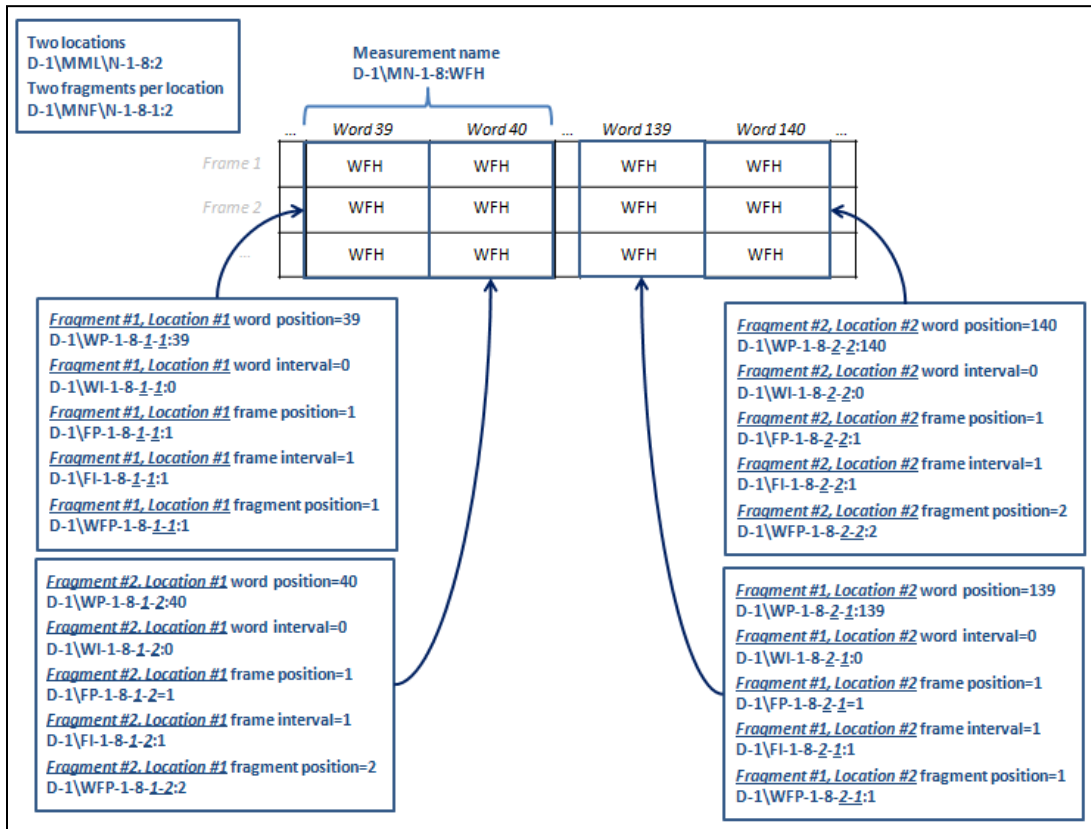 Two locations
D-1\MML\N-1-8:2
Two fragments per location
D-1\MNF\N-1-8-1:2
Measurement name
D-1\MN-1-8:WFH
... Word 39 Word 40 ... Word 139 Word 140 ...
Frame 1 WFH WFH WFH WFH
Frame 2 WFH WFH WFH WFH
... WFH WFH WFH WFH
Fragment #1, Location #1 word position=39
D-1\WP-1-8-1-1:39
Fragment #1, Location #1 word interval=0
D-1\WI-1-8-1-1:0
Fragment #1, Location #1 frame position=1
D-1\FP-1-8-1-1:1
Fragment #1, Location #1 frame interval=1
D-1\FI-1-8-1-1:1
Fragment #1, Location #1 fragment position=1
D-1\WFP-1-8-1-1:1
Fragment #2, Location #2 word position=140
D-1\WP-1-8-2-2:140
Fragment #2, Location #2 word interval=0
D-1\WI-1-8-2-2:0
Fragment #2, Location #2 frame position=1
D-1\FP-1-8-2-2:1
Fragment #2, Location #2 frame interval=1
D-1\FI-1-8-2-2:1
Fragment #2, Location #2 fragment position=2
D-1\WFP-1-8-2-2:2
Fragment #2. Location #1 word position=40
D-1\WP-1-8-1-2:40
Fragment #2. Location #1 word interval=0
D-1\WI-1-8-1-2:0
Fragment #2. Location #1 frame position=1
D-1\FP-1-8-1-2=1
Fragment #2. Location #1 frame interval=1
D-1\FI-1-8-1-2:1
Fragment #2. Location #1 fragment position=2
D-1\WFP-1-8-1-2:2
Fragment #1, Location #2 word position=139
D-1\WP-1-8-2-1:139
Fragment #1, Location #2 word interval=0
D-1\WI-1-8-2-1:0
Fragment #1, Location #2 frame position=1
D-1\FP-1-8-2-1=1
Fragment #1, Location #2 frame interval=1
D-1\FI-1-8-2-1:1
Fragment #1, Location #2 fragment position=1
D-1\WFP-1-8-2-1:1